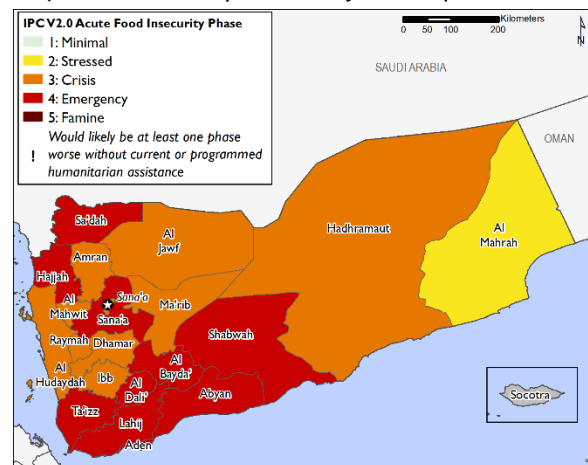 IPC V2.0 Acute Food Insecurity Phase
1: Minimal
2: Stressed
3: Crisis
4: Emergency
5: Famine
Would likely be at least one phase
! worse without current or programmed
humanitarian assistance
Kilometers
0 50 100 200
N
SAUDI ARABIA
OMAN
Sa'dah
Al
Jawf
Hadhramaut
Al
Mahrah
Amran
Hajjah
Al
Mahwit
Sana'a
Sana'a
Ma'rib
Shabwah
Raymah
Dhamar
Al
Bayda'
Al
Hudaydah
Ibb
Al
Dali'
Abyan
Socotra
Ta'izz
Lahij
Aden